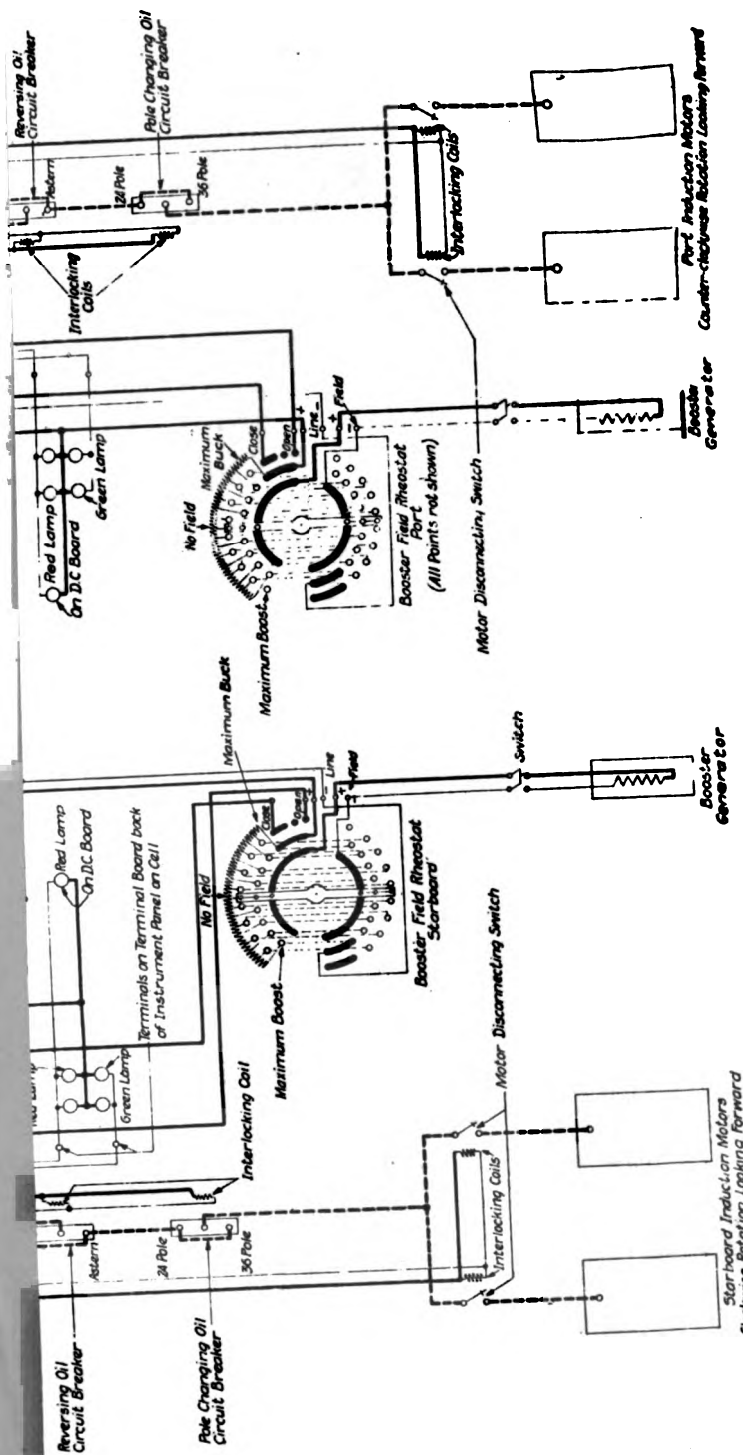 Reversing Oil
Circuit Breaker
Pole Changing Oil
Circuit Breaker
Astern
24 Pole
36 Pole
Interlocking
Coils
Interlocking Coils
Port Induction Motors
Counter-clockwise Rotation Looking Forward
Red Lamp
On D.C Board
Green Lamp
No Field
Maximum
Buck
Close
Open
+
Line
-
Field
+
-
Maximum Boost
Booster Field Rheostat
Port
(All Points not shown)
Motor Disconnecting Switch
Booster
Generator
Red Lamp
On D.C. Board
Terminals on Terminal Board back
of Instrument Panel on Cell
Green Lamp
Maximum Buck
No Field
Close
Open
+
Line
-
Field
+
Maximum Boost
Booster Field Rheostat
Starboard
Switch
Booster
Generator
Interlocking Coil
Motor Disconnecting Switch
Reversing Oil
Circuit Breaker
Astern
24 Pole
36 Pole
Pole Changing Oil
Circuit Breaker
Interlocking Coils
Starboard Induction Motors
Rotation Looking Forward